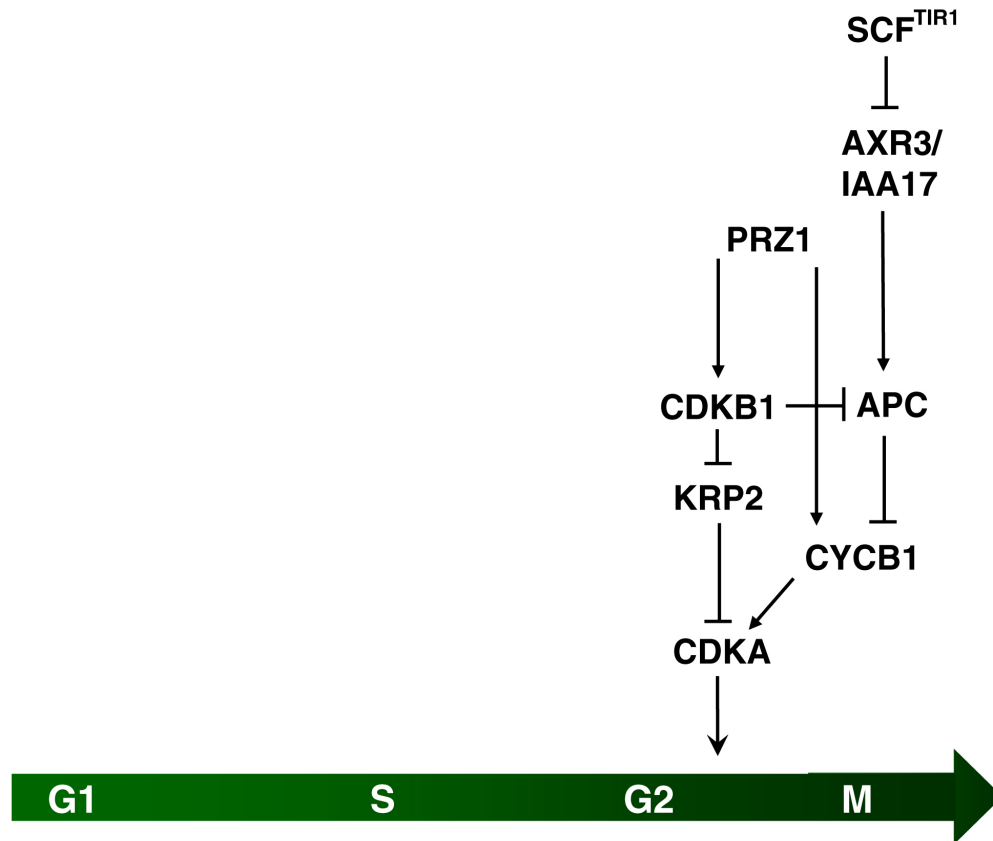 SCF^TIR1
AXR3/
IAA17
PRZ1
CDKB1
APC
KRP2
CYCB1
CDKA
G1 S G2 M